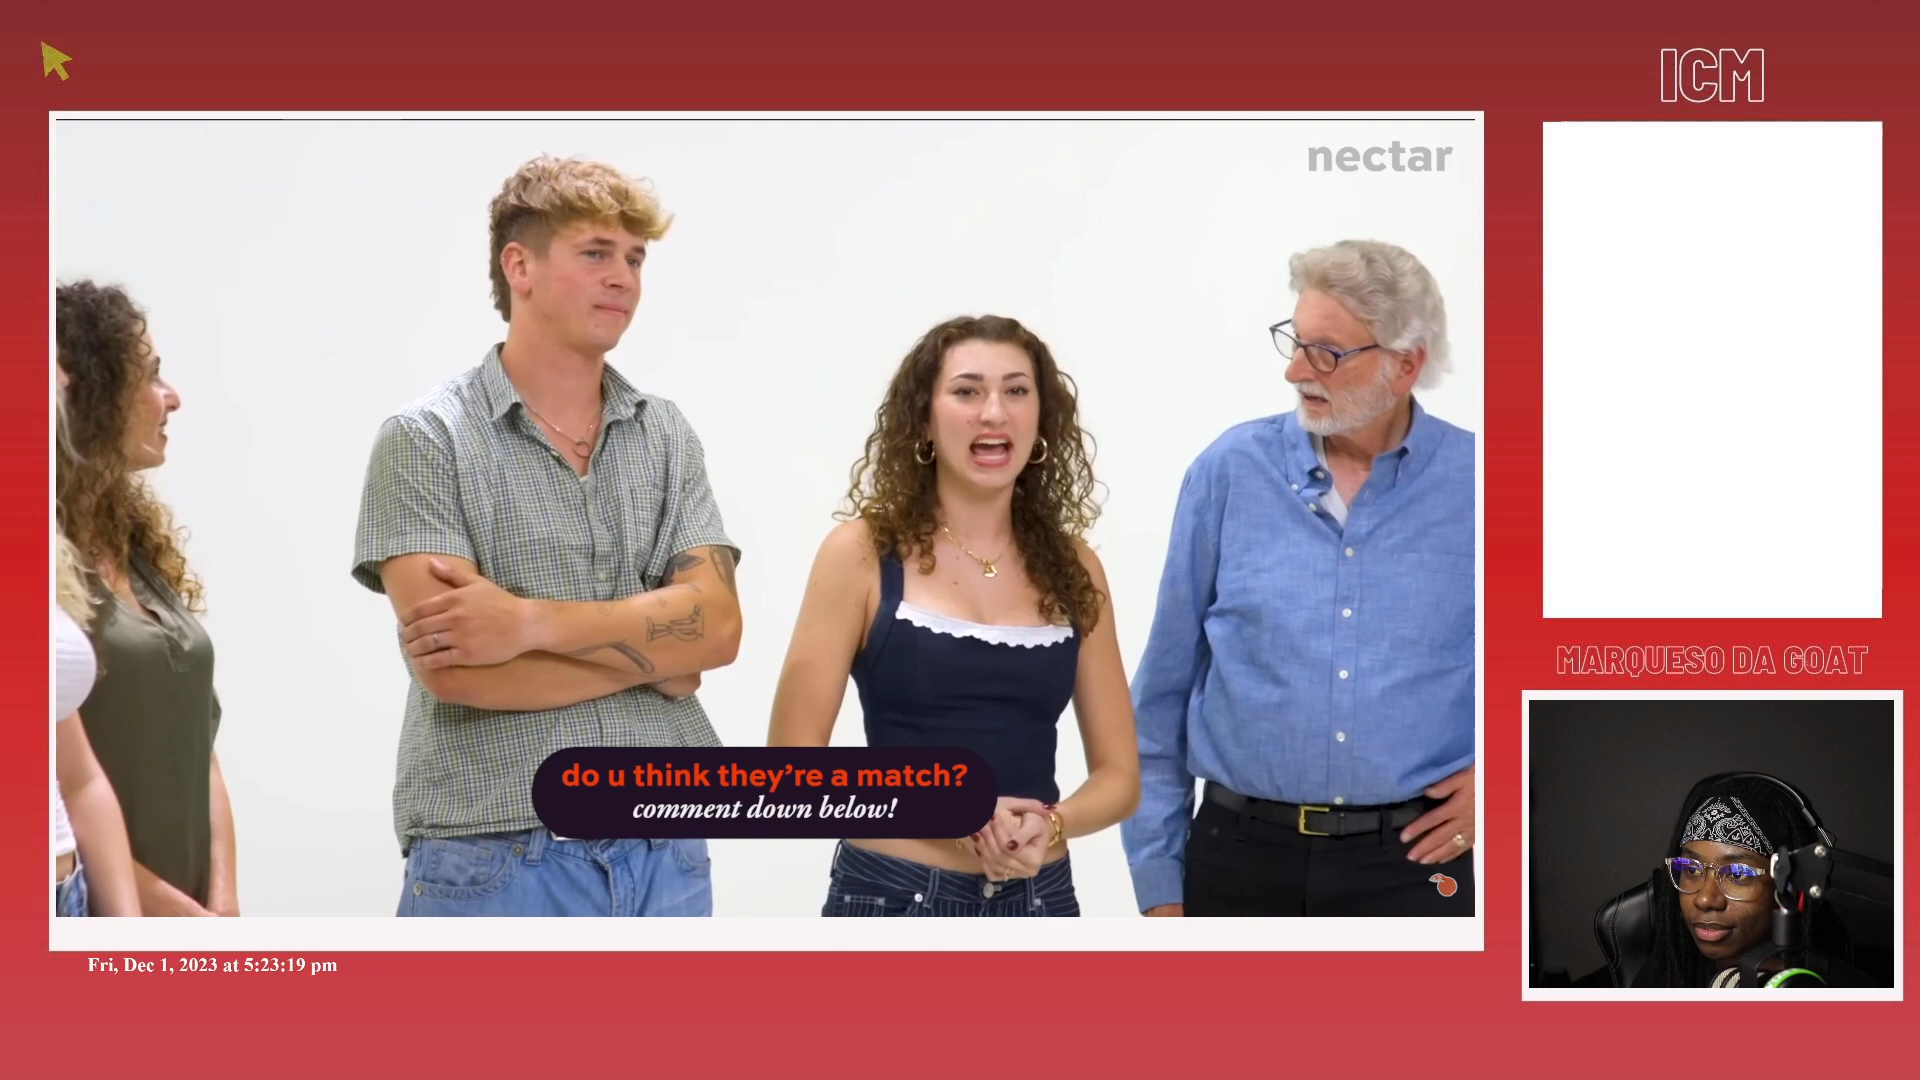 ICM
nectar
do u think they're a match?
comment down below!
MARQUESO DA GOAT
Fri, Dec 1, 2023 at 5:23:19 pm